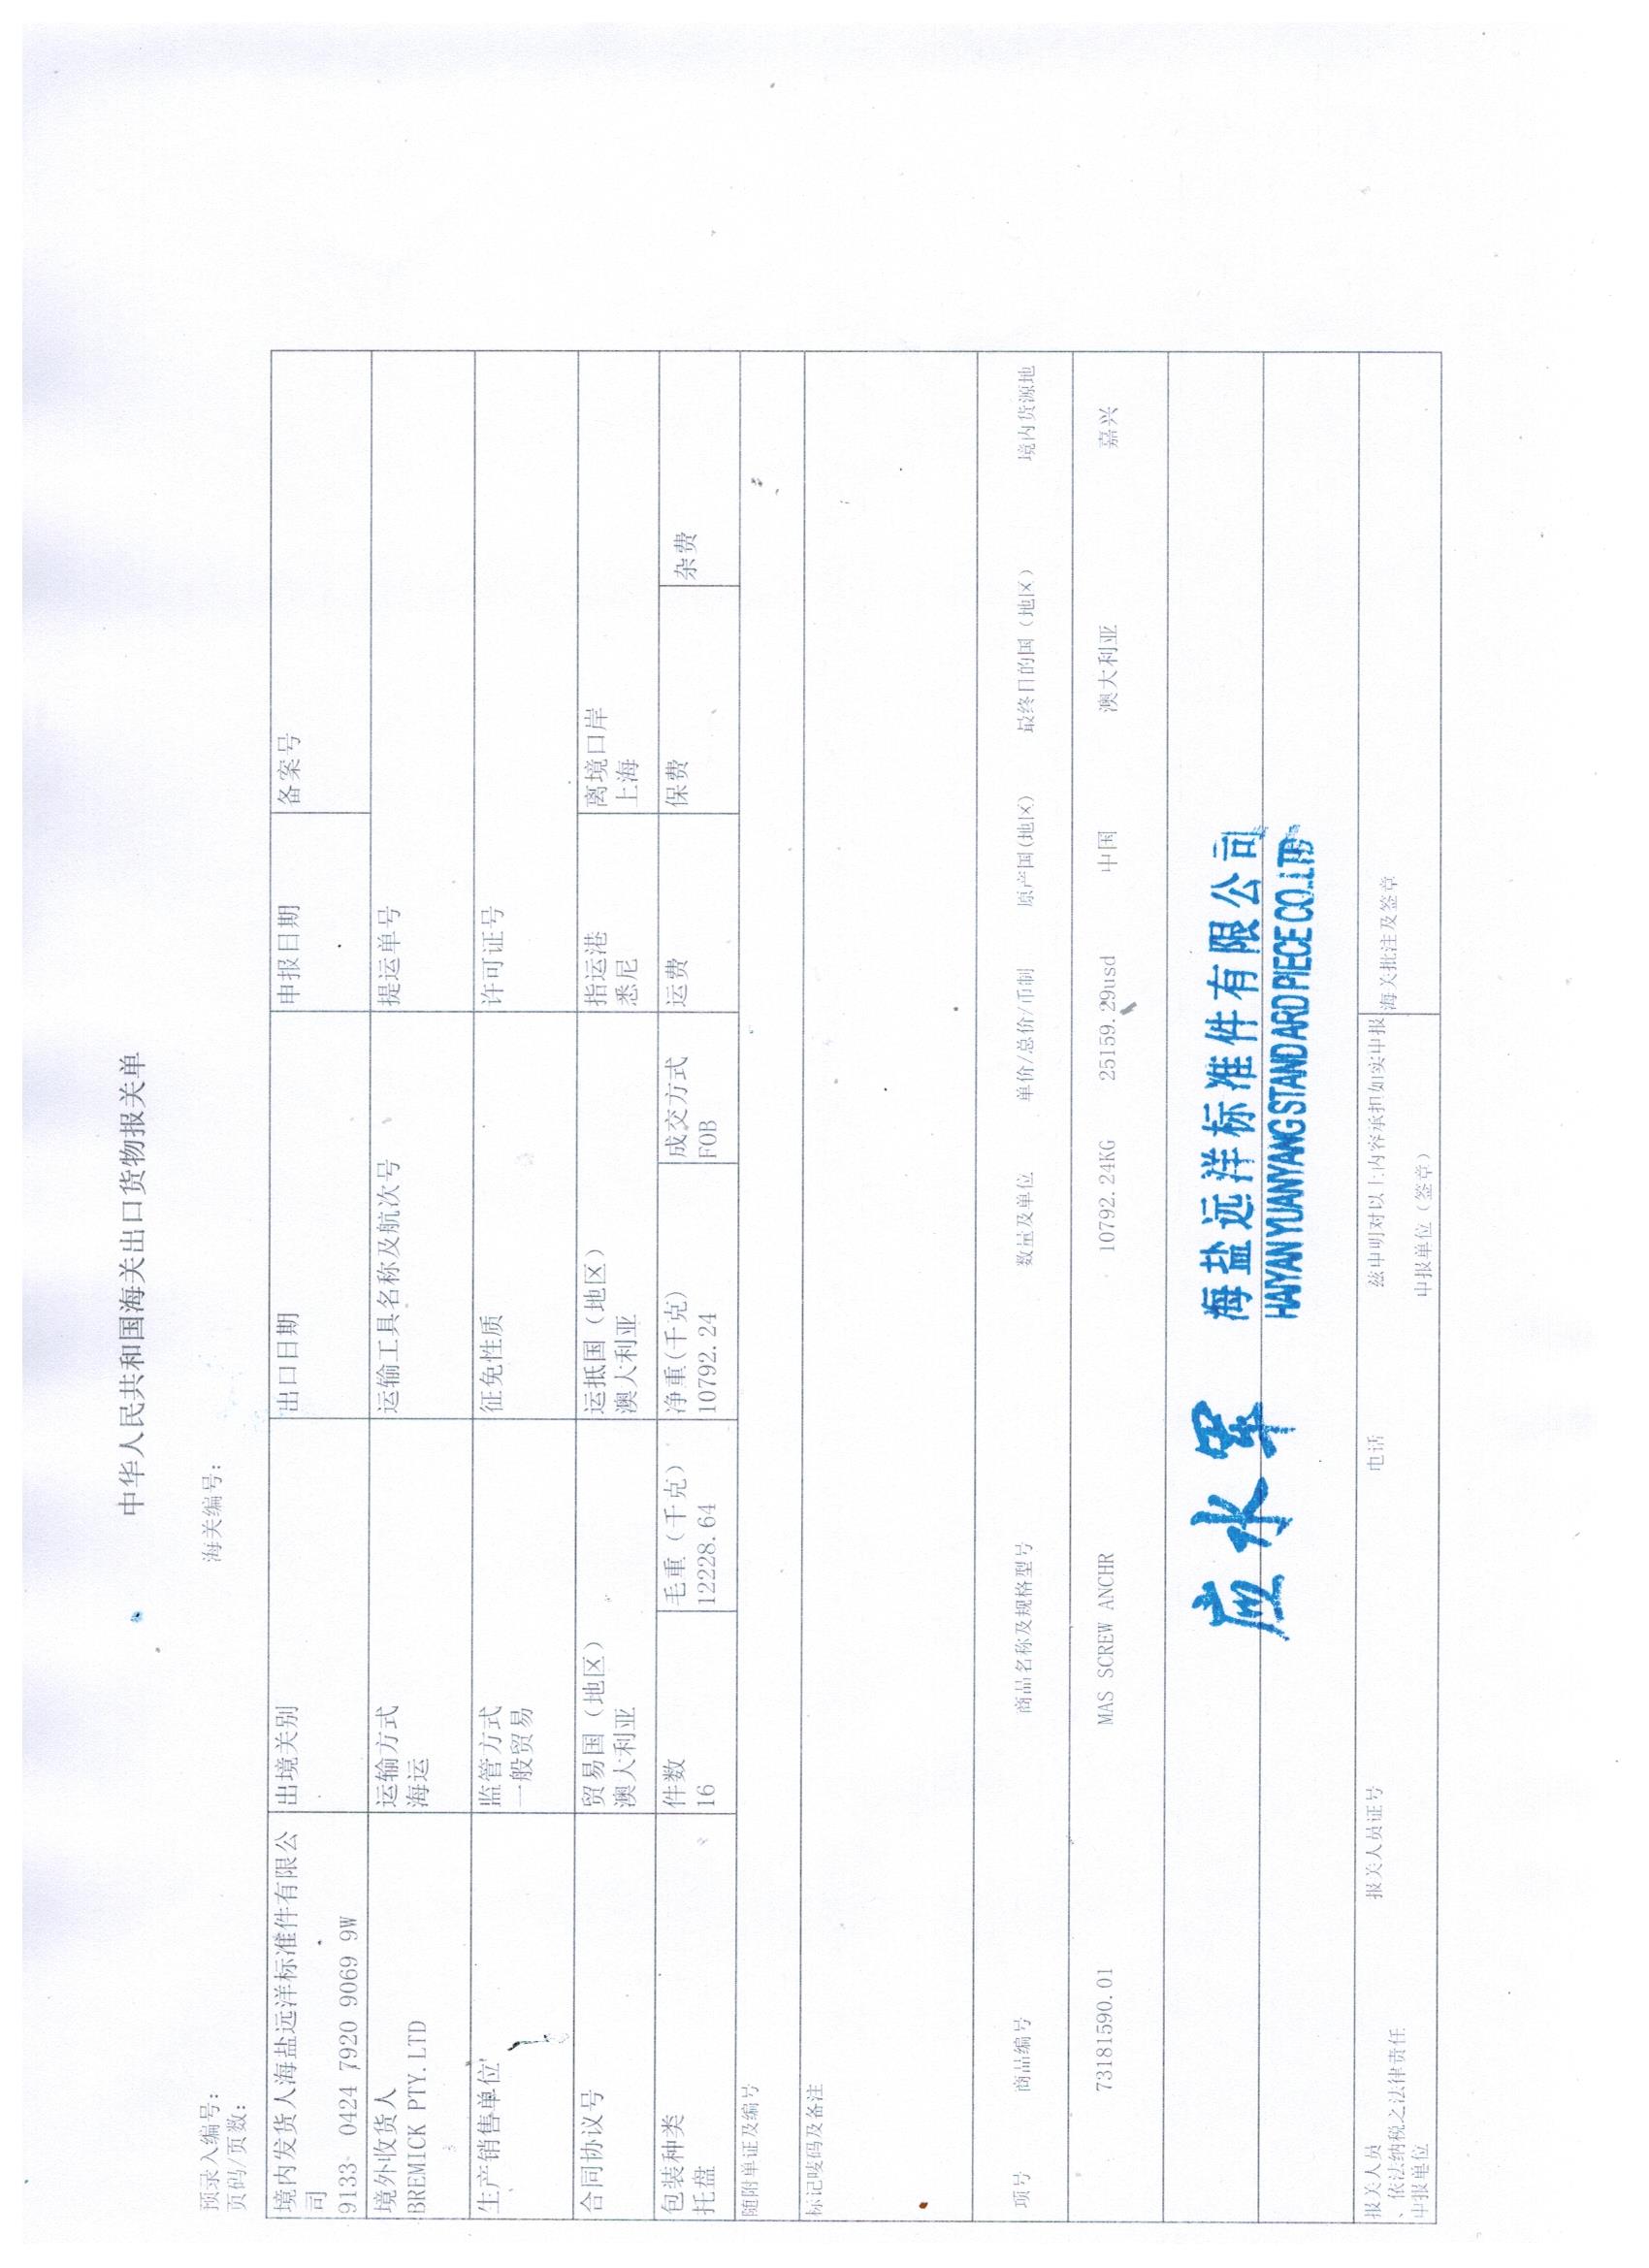 中华人民共和国海关出口货物报关单
预录入编号： 海关编号：
页码/页数：
境内发货人海盐远洋标准件有限公 出境关别 出口日期 申报日期 备案号
司
9133 0424 7920 9069 9W
境外收货人 运输方式 运输工具名称及航次号 提运单号
BREMICK PTY.LTD 海运
生产销售单位 监管方式 征免性质 许可证号
一般贸易
合同协议号 贸易国（地区） 运抵国（地区） 指运港 离境口岸
澳大利亚 澳大利亚 悉尼 上海
包装种类 件数 毛重（千克） 净重(千克) 成交方式 运费 保费 杂费
托盘 16 12228.64 10792.24 FOB
随附单证及编号
标记唛码及备注
项号 商品编号 商品名称及规格型号 数量及单位 单价/总价/币制 原产国(地区) 最终目的国（地区） 境内货源地
73181590.01 MAS SCREW ANCHR 10792.24KG 25159.29usd 中国 澳大利亚 嘉兴
海盐远洋标准件有限公司
HAIYAN YUANYANG STANDARD PIECE CO.,LTD
报关人员 报关人员证号 电话 兹申明对以上内容承担如实申报 海关批注及签章
、依法纳税之法律责任
申报单位 申报单位（签章）